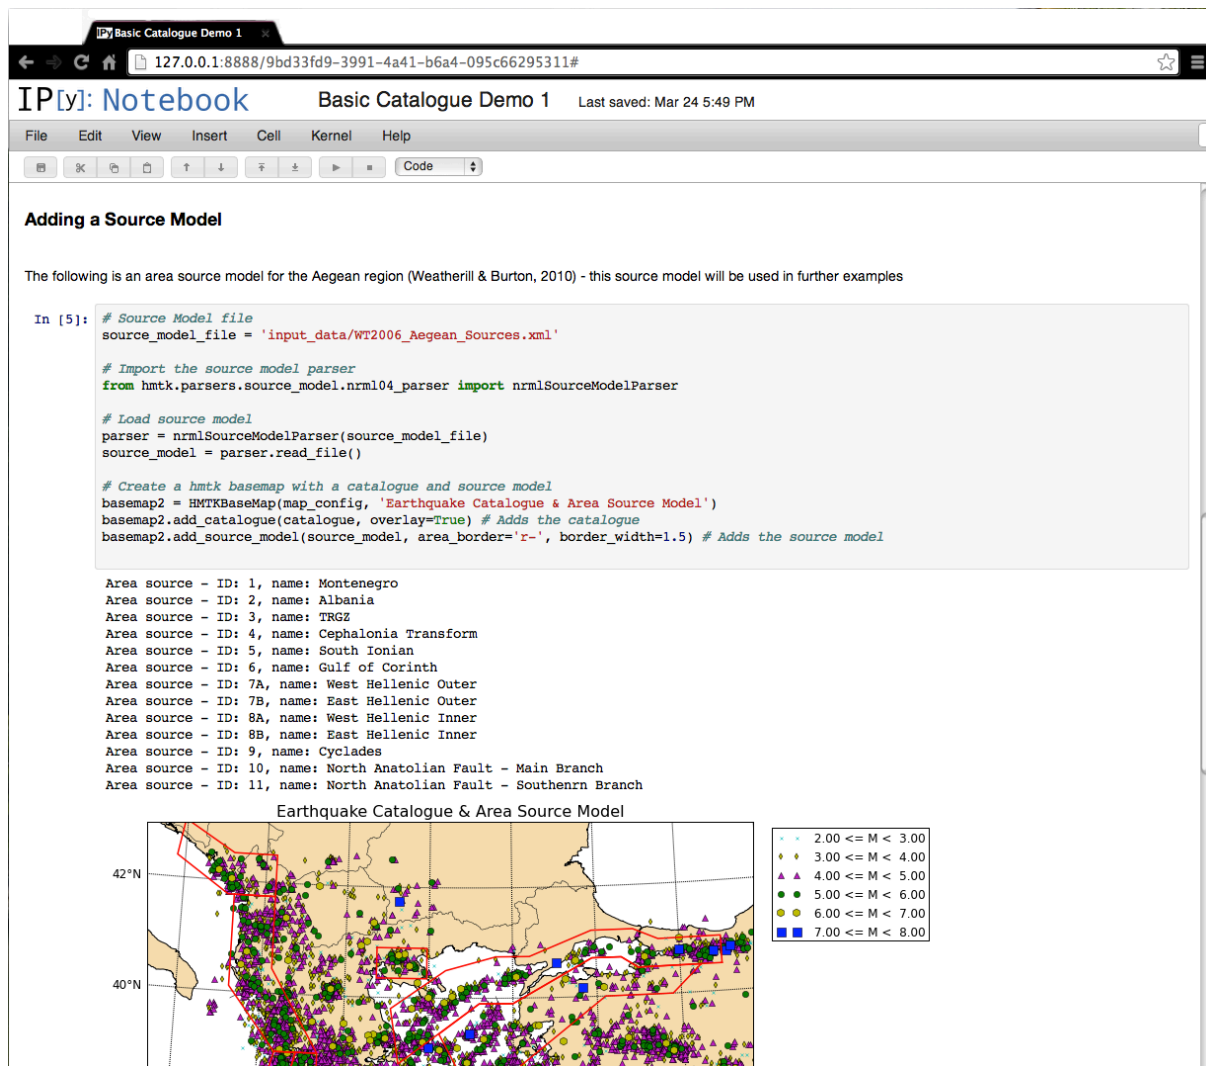 IPy Basic Catalogue Demo 1
127.0.0.1:8888/9bd33fd9-3991-4a41-b6a4-095c66295311#
IP[y]: Notebook Basic Catalogue Demo 1 Last saved: Mar 24 5:49 PM
File Edit View Insert Cell Kernel Help
Code
Adding a Source Model
The following is an area source model for the Aegean region (Weatherill & Burton, 2010) - this source model will be used in further examples
In [5]: # Source Model file
source_model_file = 'input_data/WT2006_Aegean_Sources.xml'
# Import the source model parser
from hmtk.parsers.source_model.nrml04_parser import nrmlSourceModelParser
# Load source model
parser = nrmlSourceModelParser(source_model_file)
source_model = parser.read_file()
# Create a hmtk basemap with a catalogue and source model
basemap2 = HMTKBaseMap(map_config, 'Earthquake Catalogue & Area Source Model')
basemap2.add_catalogue(catalogue, overlay=True) # Adds the catalogue
basemap2.add_source_model(source_model, area_border='r-', border_width=1.5) # Adds the source model
Area source - ID: 1, name: Montenegro
Area source - ID: 2, name: Albania
Area source - ID: 3, name: TRGZ
Area source - ID: 4, name: Cephalonia Transform
Area source - ID: 5, name: South Ionian
Area source - ID: 6, name: Gulf of Corinth
Area source - ID: 7A, name: West Hellenic Outer
Area source - ID: 7B, name: East Hellenic Outer
Area source - ID: 8A, name: West Hellenic Inner
Area source - ID: 8B, name: East Hellenic Inner
Area source - ID: 9, name: Cyclades
Area source - ID: 10, name: North Anatolian Fault - Main Branch
Area source - ID: 11, name: North Anatolian Fault - Southenrn Branch
Earthquake Catalogue & Area Source Model
2.00 <= M < 3.00
3.00 <= M < 4.00
4.00 <= M < 5.00
5.00 <= M < 6.00
6.00 <= M < 7.00
7.00 <= M < 8.00
42°N
40°N